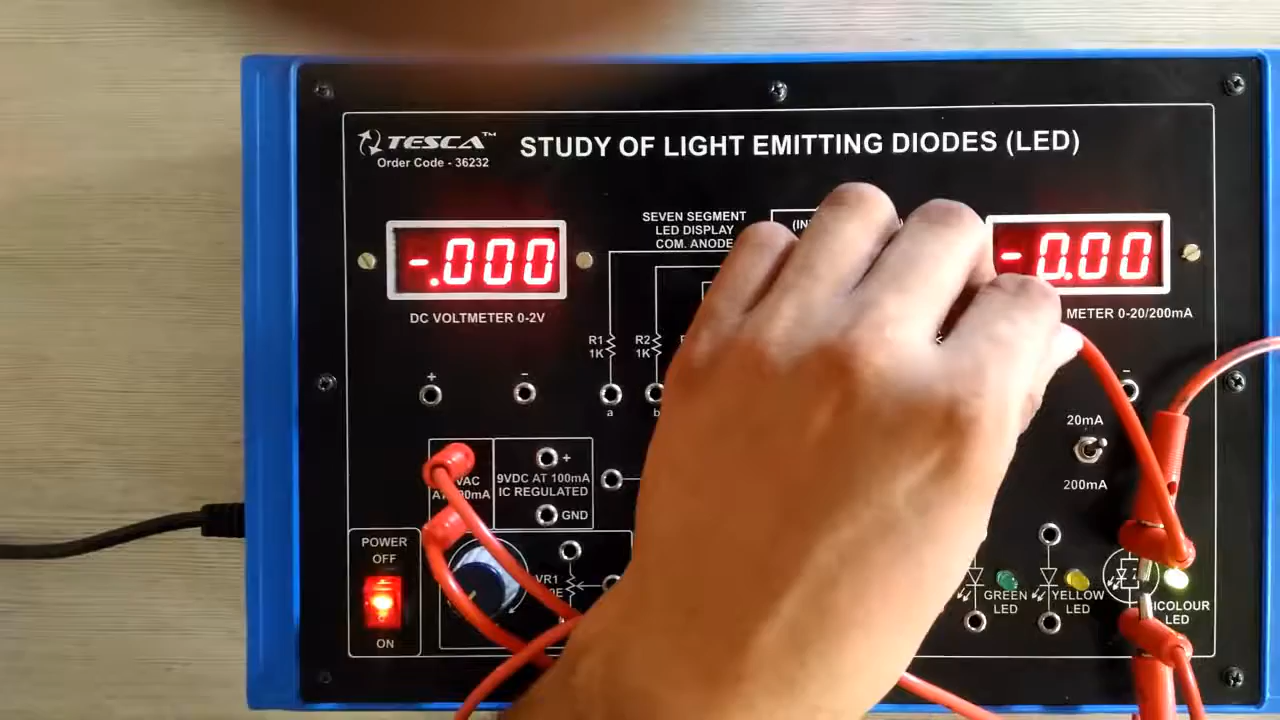 TESCA™
Order Code - 36232
STUDY OF LIGHT EMITTING DIODES (LED)
SEVEN SEGMENT
LED DISPLAY
COM. ANODE
-.000
-0.00
DC VOLTMETER 0-2V
METER 0-20/200mA
+
-
-
R1
1K
R2
1K
a
b
20mA
200mA
VAC
9VDC AT 100mA
IC REGULATED
+
GND
POWER
OFF
ON
VR1
GREEN
LED
YELLOW
LED
LED